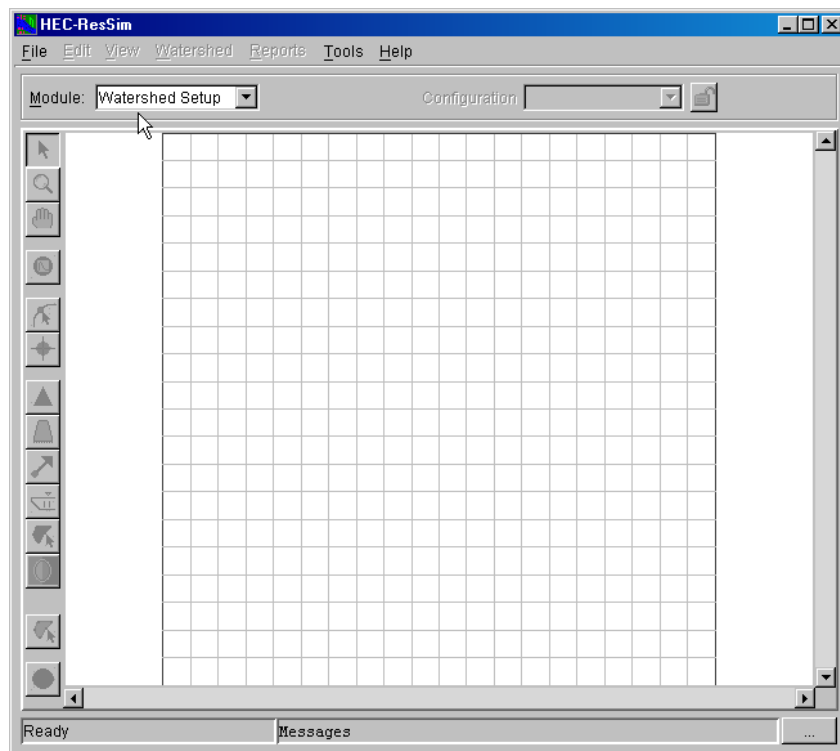 HEC-ResSim
File Edit View Watershed Reports Tools Help
Module: Watershed Setup Configuration
Ready Messages ...